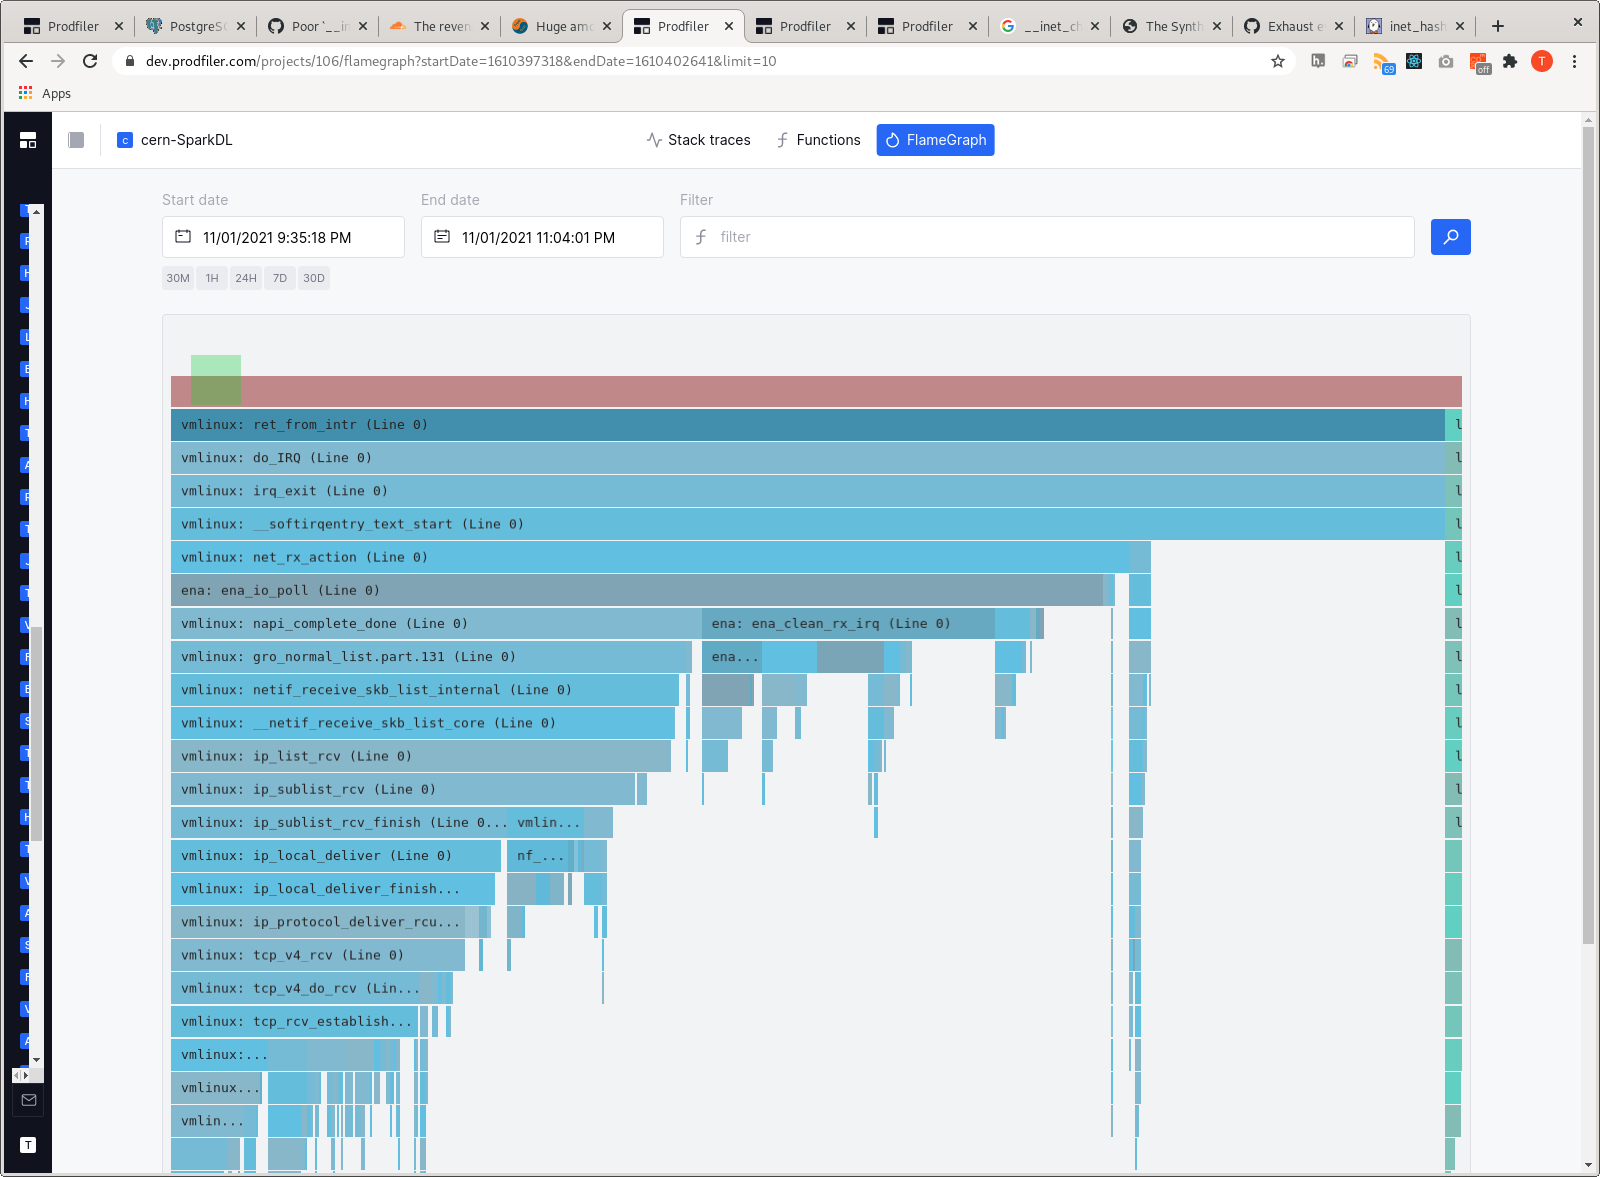 Prodfiler
PostgreS
Poor `__in
The reven
Huge amo
Prodfiler
Prodfiler
Prodfiler
__inet_ch
The Synth
Exhaust e
inet_hash
dev.prodfiler.com/projects/106/flamegraph?startDate=1610397318&endDate=1610402641&limit=10
69
off
T
Apps
c cern-SparkDL
Stack traces
Functions
FlameGraph
Start date
End date
Filter
11/01/2021 9:35:18 PM
11/01/2021 11:04:01 PM
filter
30M 1H 24H 7D 30D
vmlinux: ret_from_intr (Line 0)
vmlinux: do_IRQ (Line 0)
vmlinux: irq_exit (Line 0)
vmlinux: __softirqentry_text_start (Line 0)
vmlinux: net_rx_action (Line 0)
ena: ena_io_poll (Line 0)
vmlinux: napi_complete_done (Line 0) ena: ena_clean_rx_irq (Line 0)
vmlinux: gro_normal_list.part.131 (Line 0) ena...
vmlinux: netif_receive_skb_list_internal (Line 0)
vmlinux: __netif_receive_skb_list_core (Line 0)
vmlinux: ip_list_rcv (Line 0)
vmlinux: ip_sublist_rcv (Line 0)
vmlinux: ip_sublist_rcv_finish (Line 0... vmlin...
vmlinux: ip_local_deliver (Line 0) nf_...
vmlinux: ip_local_deliver_finish...
vmlinux: ip_protocol_deliver_rcu...
vmlinux: tcp_v4_rcv (Line 0)
vmlinux: tcp_v4_do_rcv (Lin...
vmlinux: tcp_rcv_establish...
vmlinux:...
vmlinux...
vmlin...
T